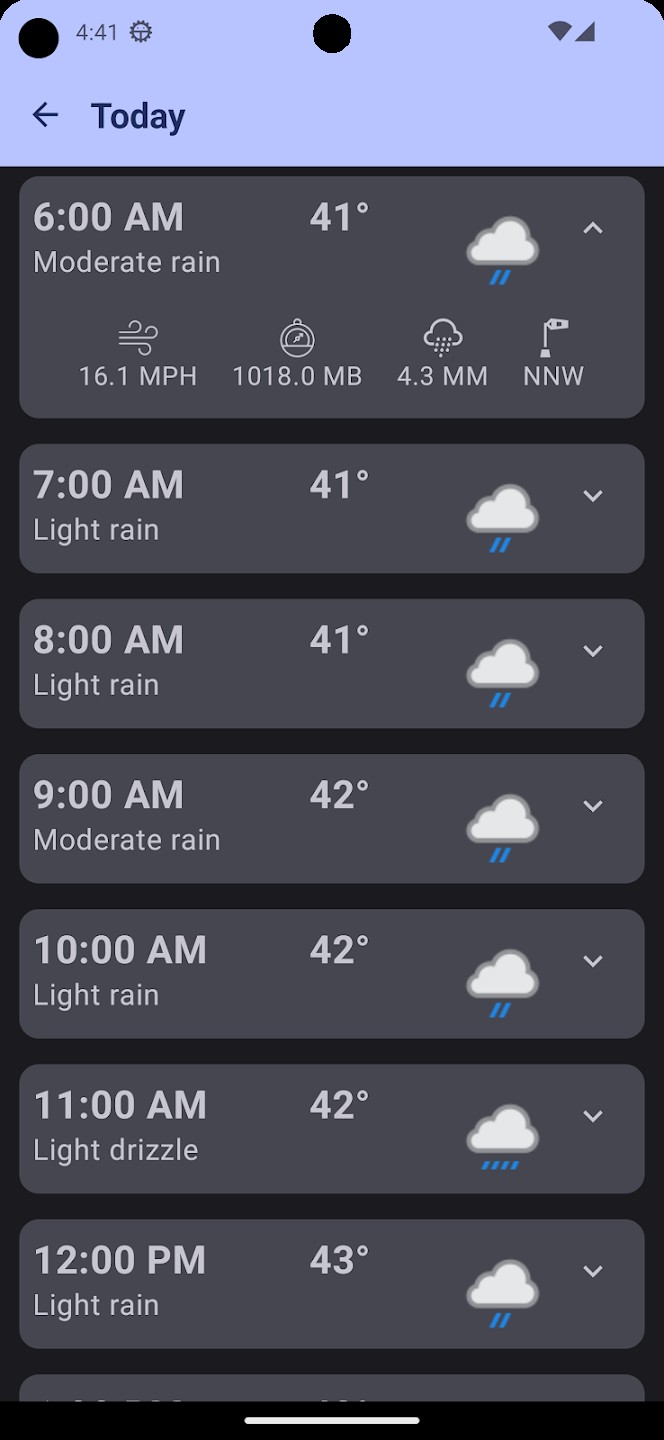 4:41
Today
6:00 AM 41°
Moderate rain
16.1 MPH 1018.0 MB 4.3 MM NNW
7:00 AM 41°
Light rain
8:00 AM 41°
Light rain
9:00 AM 42°
Moderate rain
10:00 AM 42°
Light rain
11:00 AM 42°
Light drizzle
12:00 PM 43°
Light rain